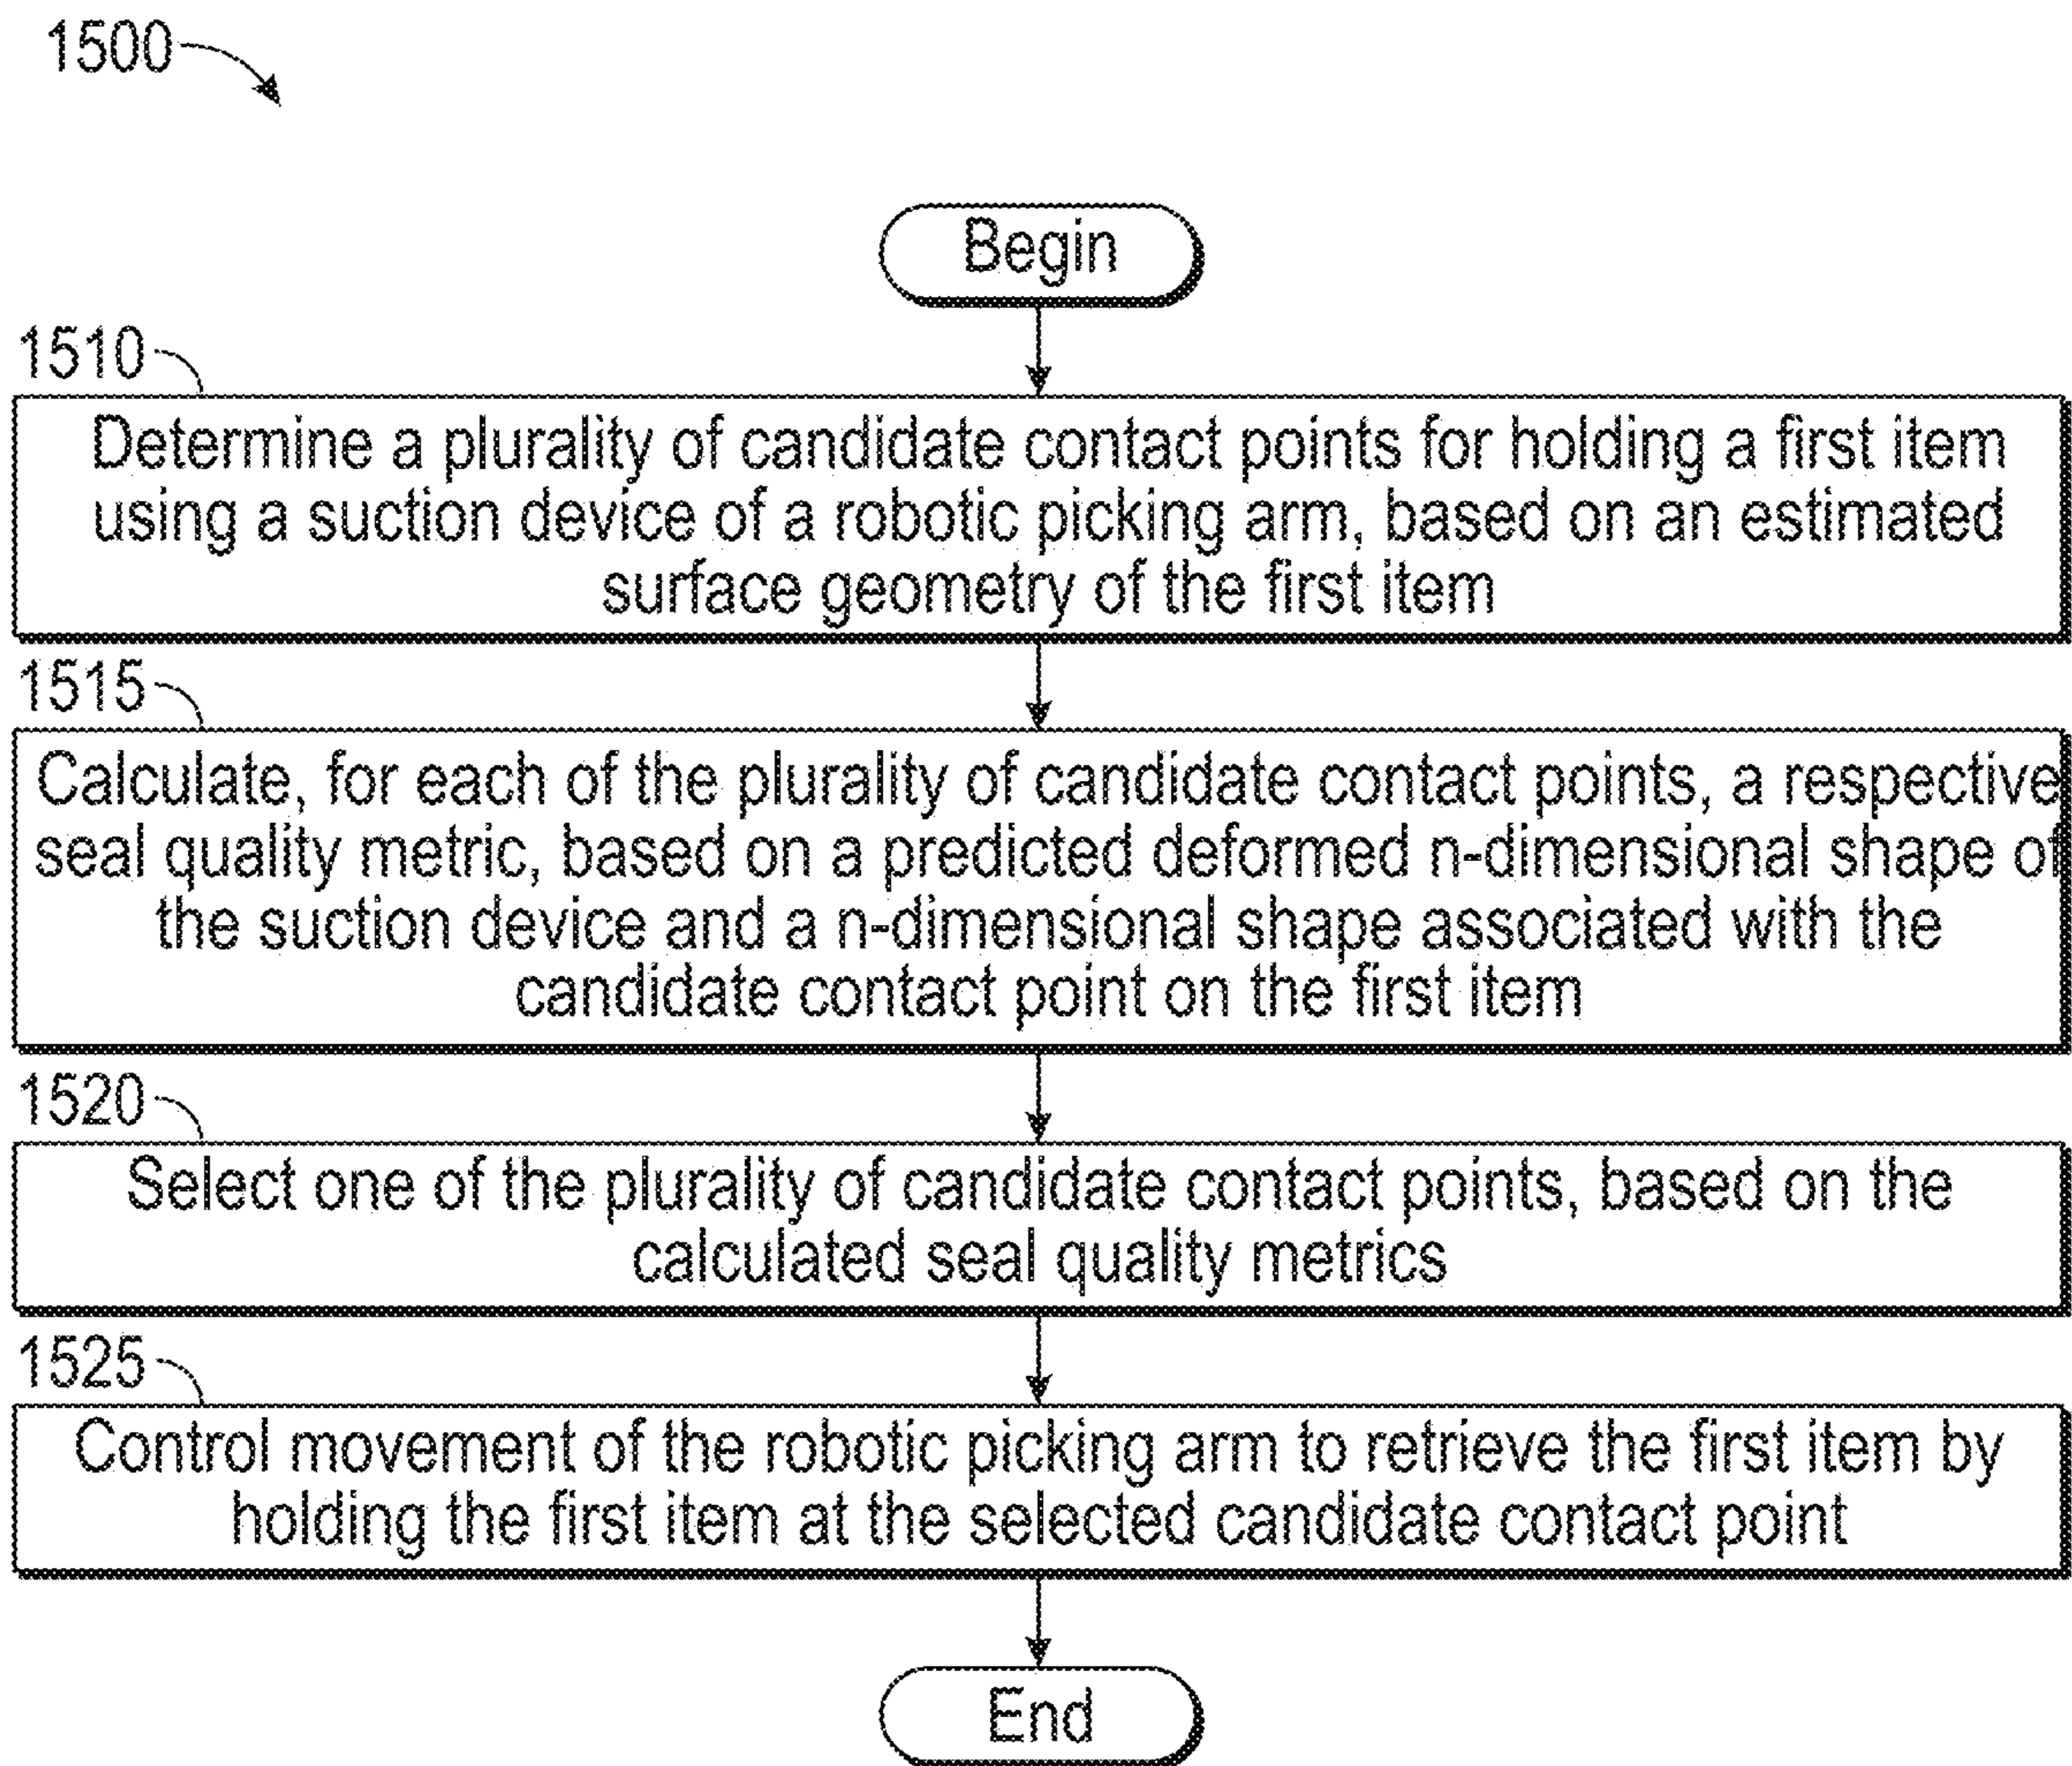 1500
Begin
1510
Determine a plurality of candidate contact points for holding a first item
using a suction device of a robotic picking arm, based on an estimated
surface geometry of the first item
1515
Calculate, for each of the plurality of candidate contact points, a respective
seal quality metric, based on a predicted deformed n-dimensional shape of
the suction device and a n-dimensional shape associated with the
candidate contact point on the first item
1520
Select one of the plurality of candidate contact points, based on the
calculated seal quality metrics
1525
Control movement of the robotic picking arm to retrieve the first item by
holding the first item at the selected candidate contact point
End